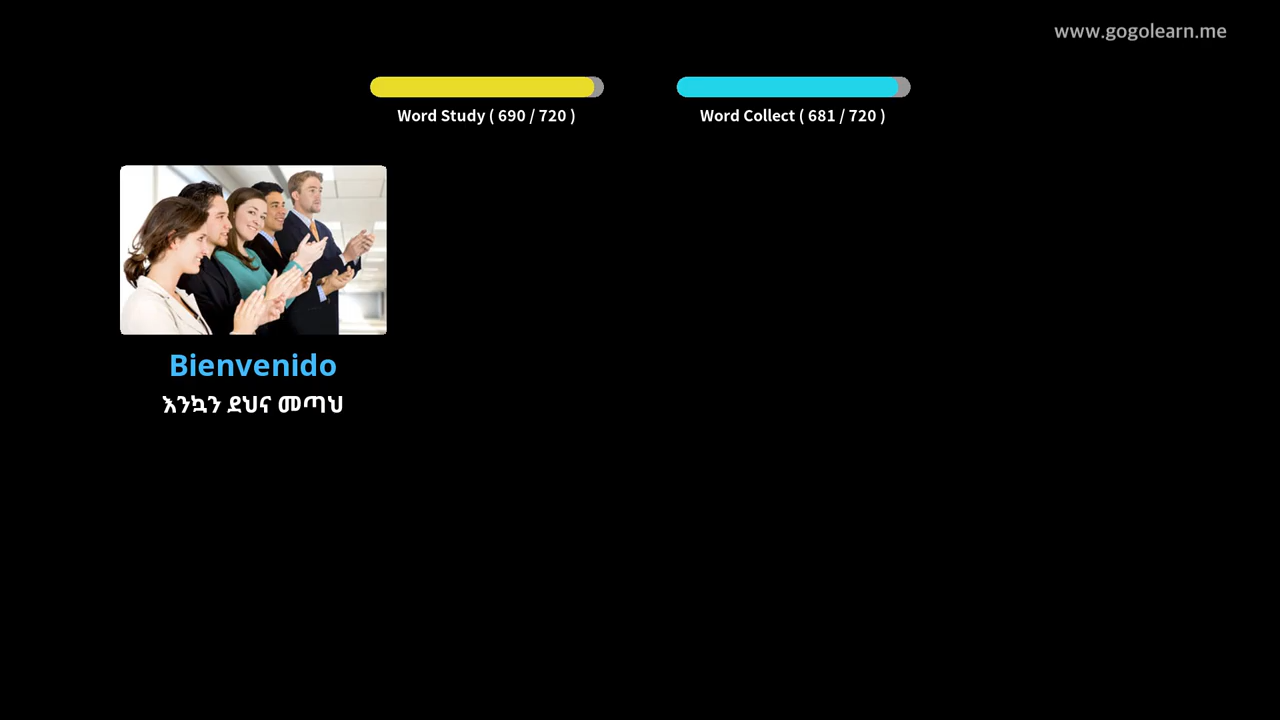 www.gogolearn.me
Word Study ( 690 / 720 )
Word Collect ( 681 / 720 )
Bienvenido
እንኳን ደህና መጣህ